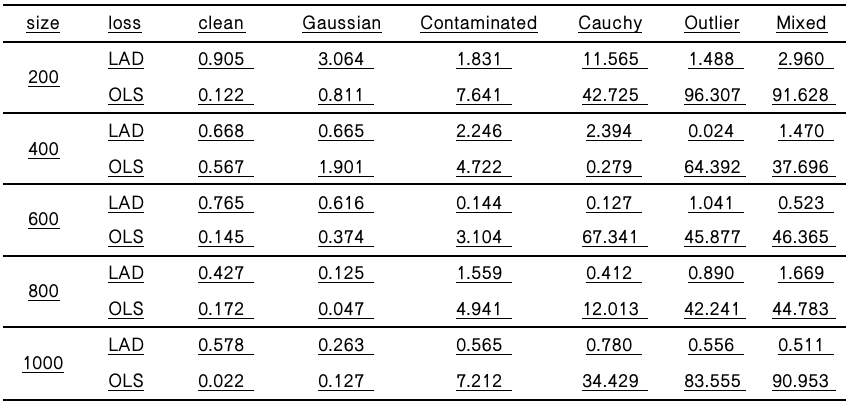 size loss clean Gaussian Contaminated Cauchy Outlier Mixed
200
LAD 0.905 3.064 1.831 11.565 1.488 2.960
OLS 0.122 0.811 7.641 42.725 96.307 91.628
400
LAD 0.668 0.665 2.246 2.394 0.024 1.470
OLS 0.567 1.901 4.722 0.279 64.392 37.696
600
LAD 0.765 0.616 0.144 0.127 1.041 0.523
OLS 0.145 0.374 3.104 67.341 45.877 46.365
800
LAD 0.427 0.125 1.559 0.412 0.890 1.669
OLS 0.172 0.047 4.941 12.013 42.241 44.783
1000
LAD 0.578 0.263 0.565 0.780 0.556 0.511
OLS 0.022 0.127 7.212 34.429 83.555 90.953